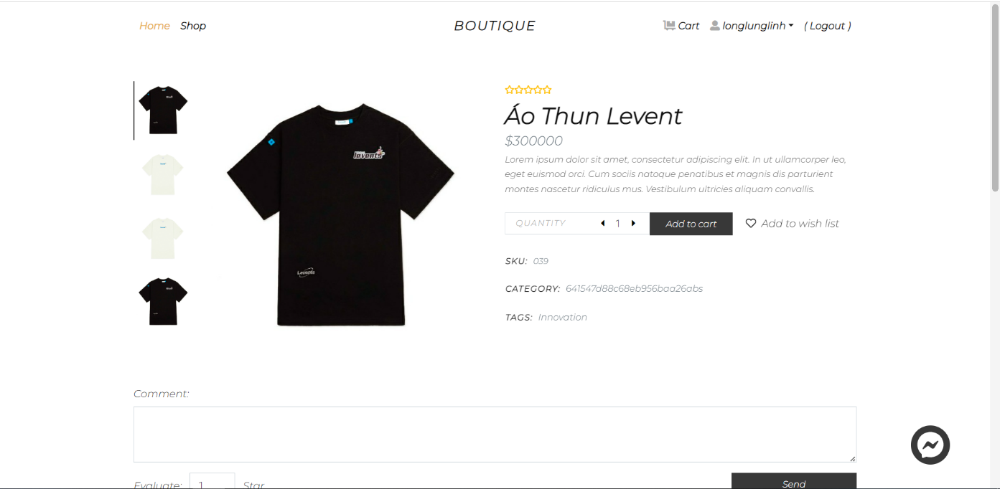 Home Shop BOUTIQUE Cart longlunglinh ( Logout )
Áo Thun Levent
$300000
Lorem ipsum dolor sit amet, consectetur adipiscing elit. In ut ullamcorper leo,
eget euismod orci. Cum sociis natoque penatibus et magnis dis parturient
montes nascetur ridiculus mus. Vestibulum ultricies aliquam convallis.
QUANTITY 1 Add to cart Add to wish list
SKU: 039
CATEGORY: 641547d88c68eb956baa26abs
TAGS: Innovation
levents
Levents
Comment:
Evaluate: 1 Star Send